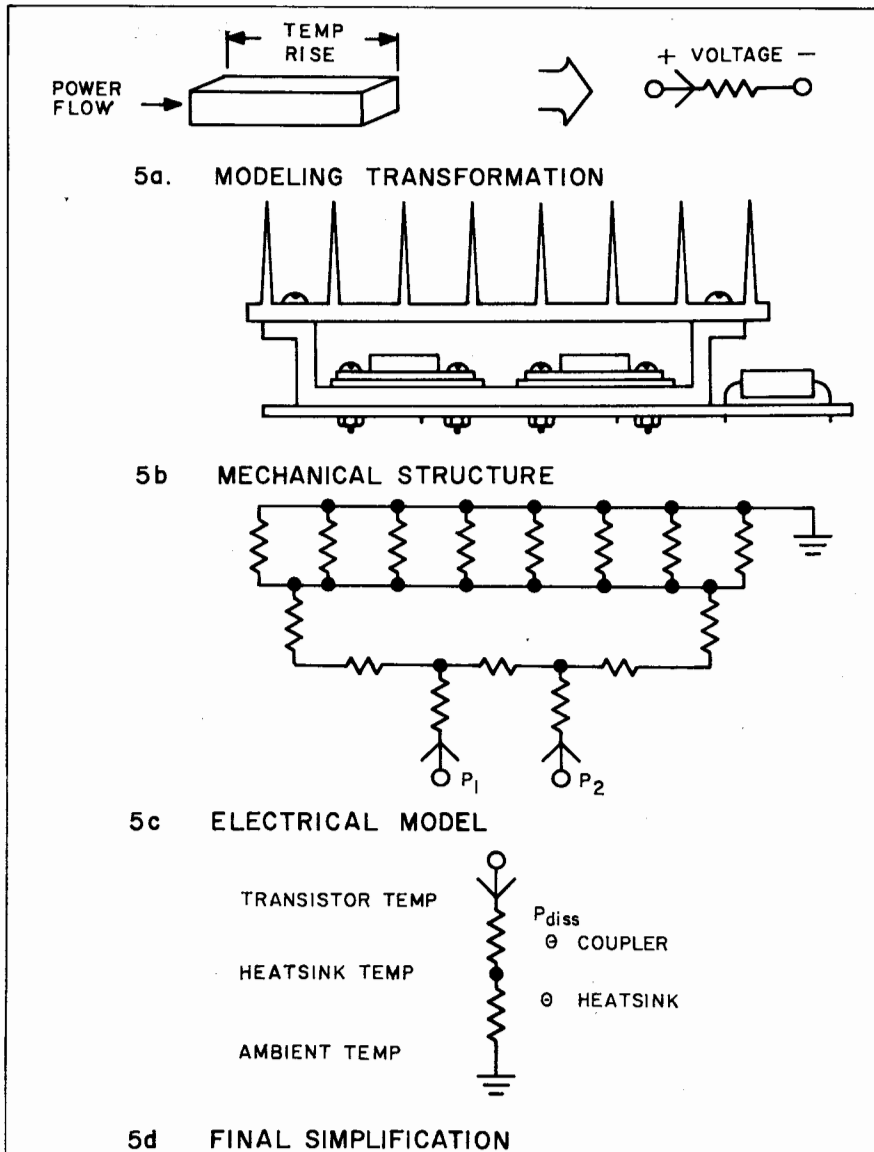 TEMP
RISE
POWER
FLOW
+ VOLTAGE −
5a. MODELING TRANSFORMATION
5b MECHANICAL STRUCTURE
P1
P2
5c ELECTRICAL MODEL
TRANSISTOR TEMP
Pdiss
Θ COUPLER
HEATSINK TEMP
Θ HEATSINK
AMBIENT TEMP
5d FINAL SIMPLIFICATION